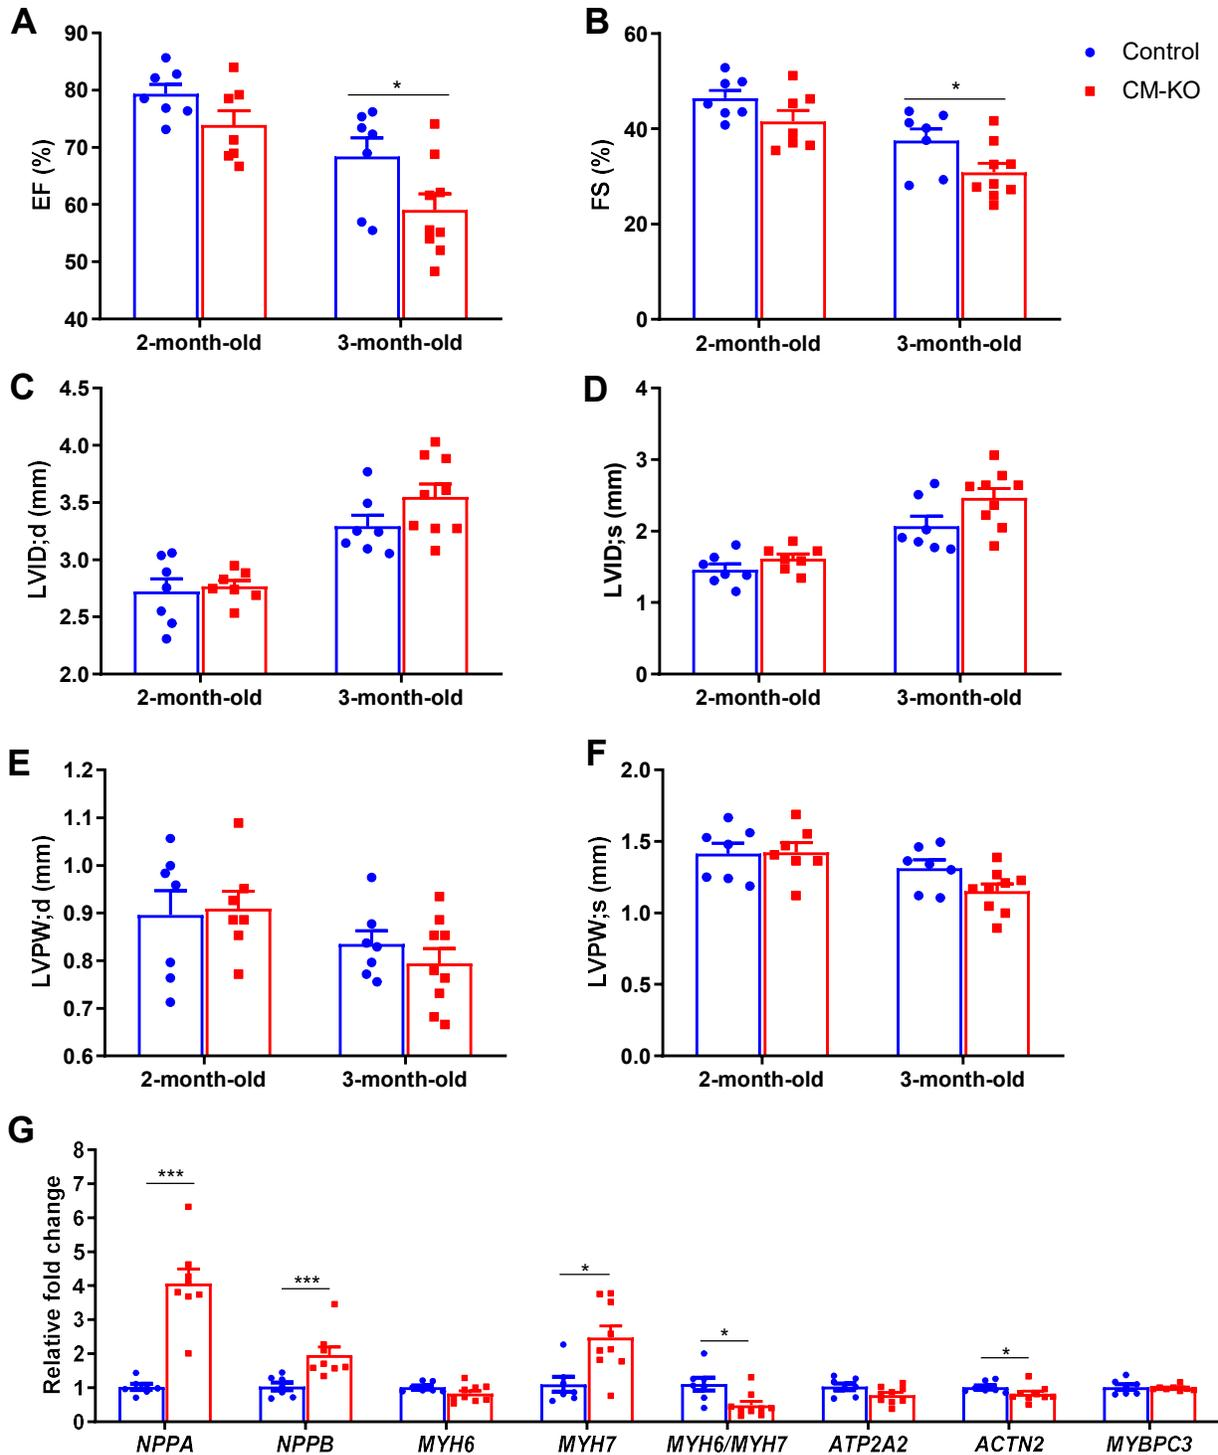 A
B
Control
CM-KO
EF (%)
90
80
70
60
50
40
*
2-month-old
3-month-old
FS (%)
60
40
20
0
*
2-month-old
3-month-old
C
D
LVID;d (mm)
4.5
4.0
3.5
3.0
2.5
2.0
2-month-old
3-month-old
LVID;s (mm)
4
3
2
1
0
2-month-old
3-month-old
E
F
LVPW;d (mm)
1.2
1.1
1.0
0.9
0.8
0.7
0.6
2-month-old
3-month-old
LVPW;s (mm)
2.0
1.5
1.0
0.5
0.0
2-month-old
3-month-old
G
Relative fold change
8
7
6
5
4
3
2
1
0
***
***
*
*
*
NPPA
NPPB
MYH6
MYH7
MYH6/MYH7
ATP2A2
ACTN2
MYBPC3